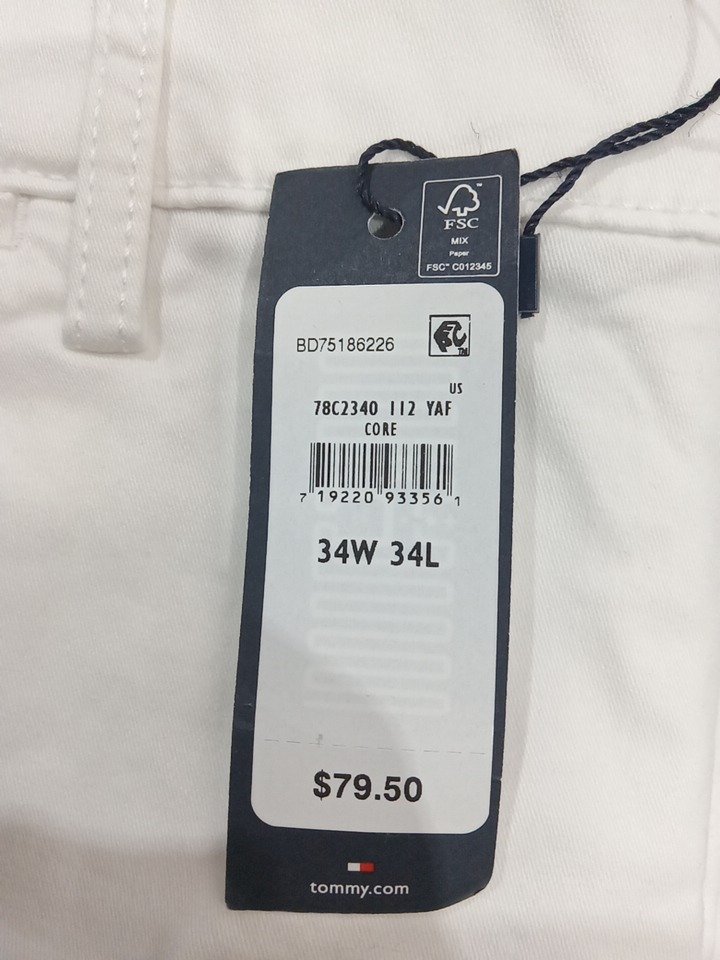 FSC
MIX
Paper
FSC™ C012345
BD75186226
US
78C2340 112 YAF
CORE
7 19220 93356 1
34W 34L
$79.50
tommy.com